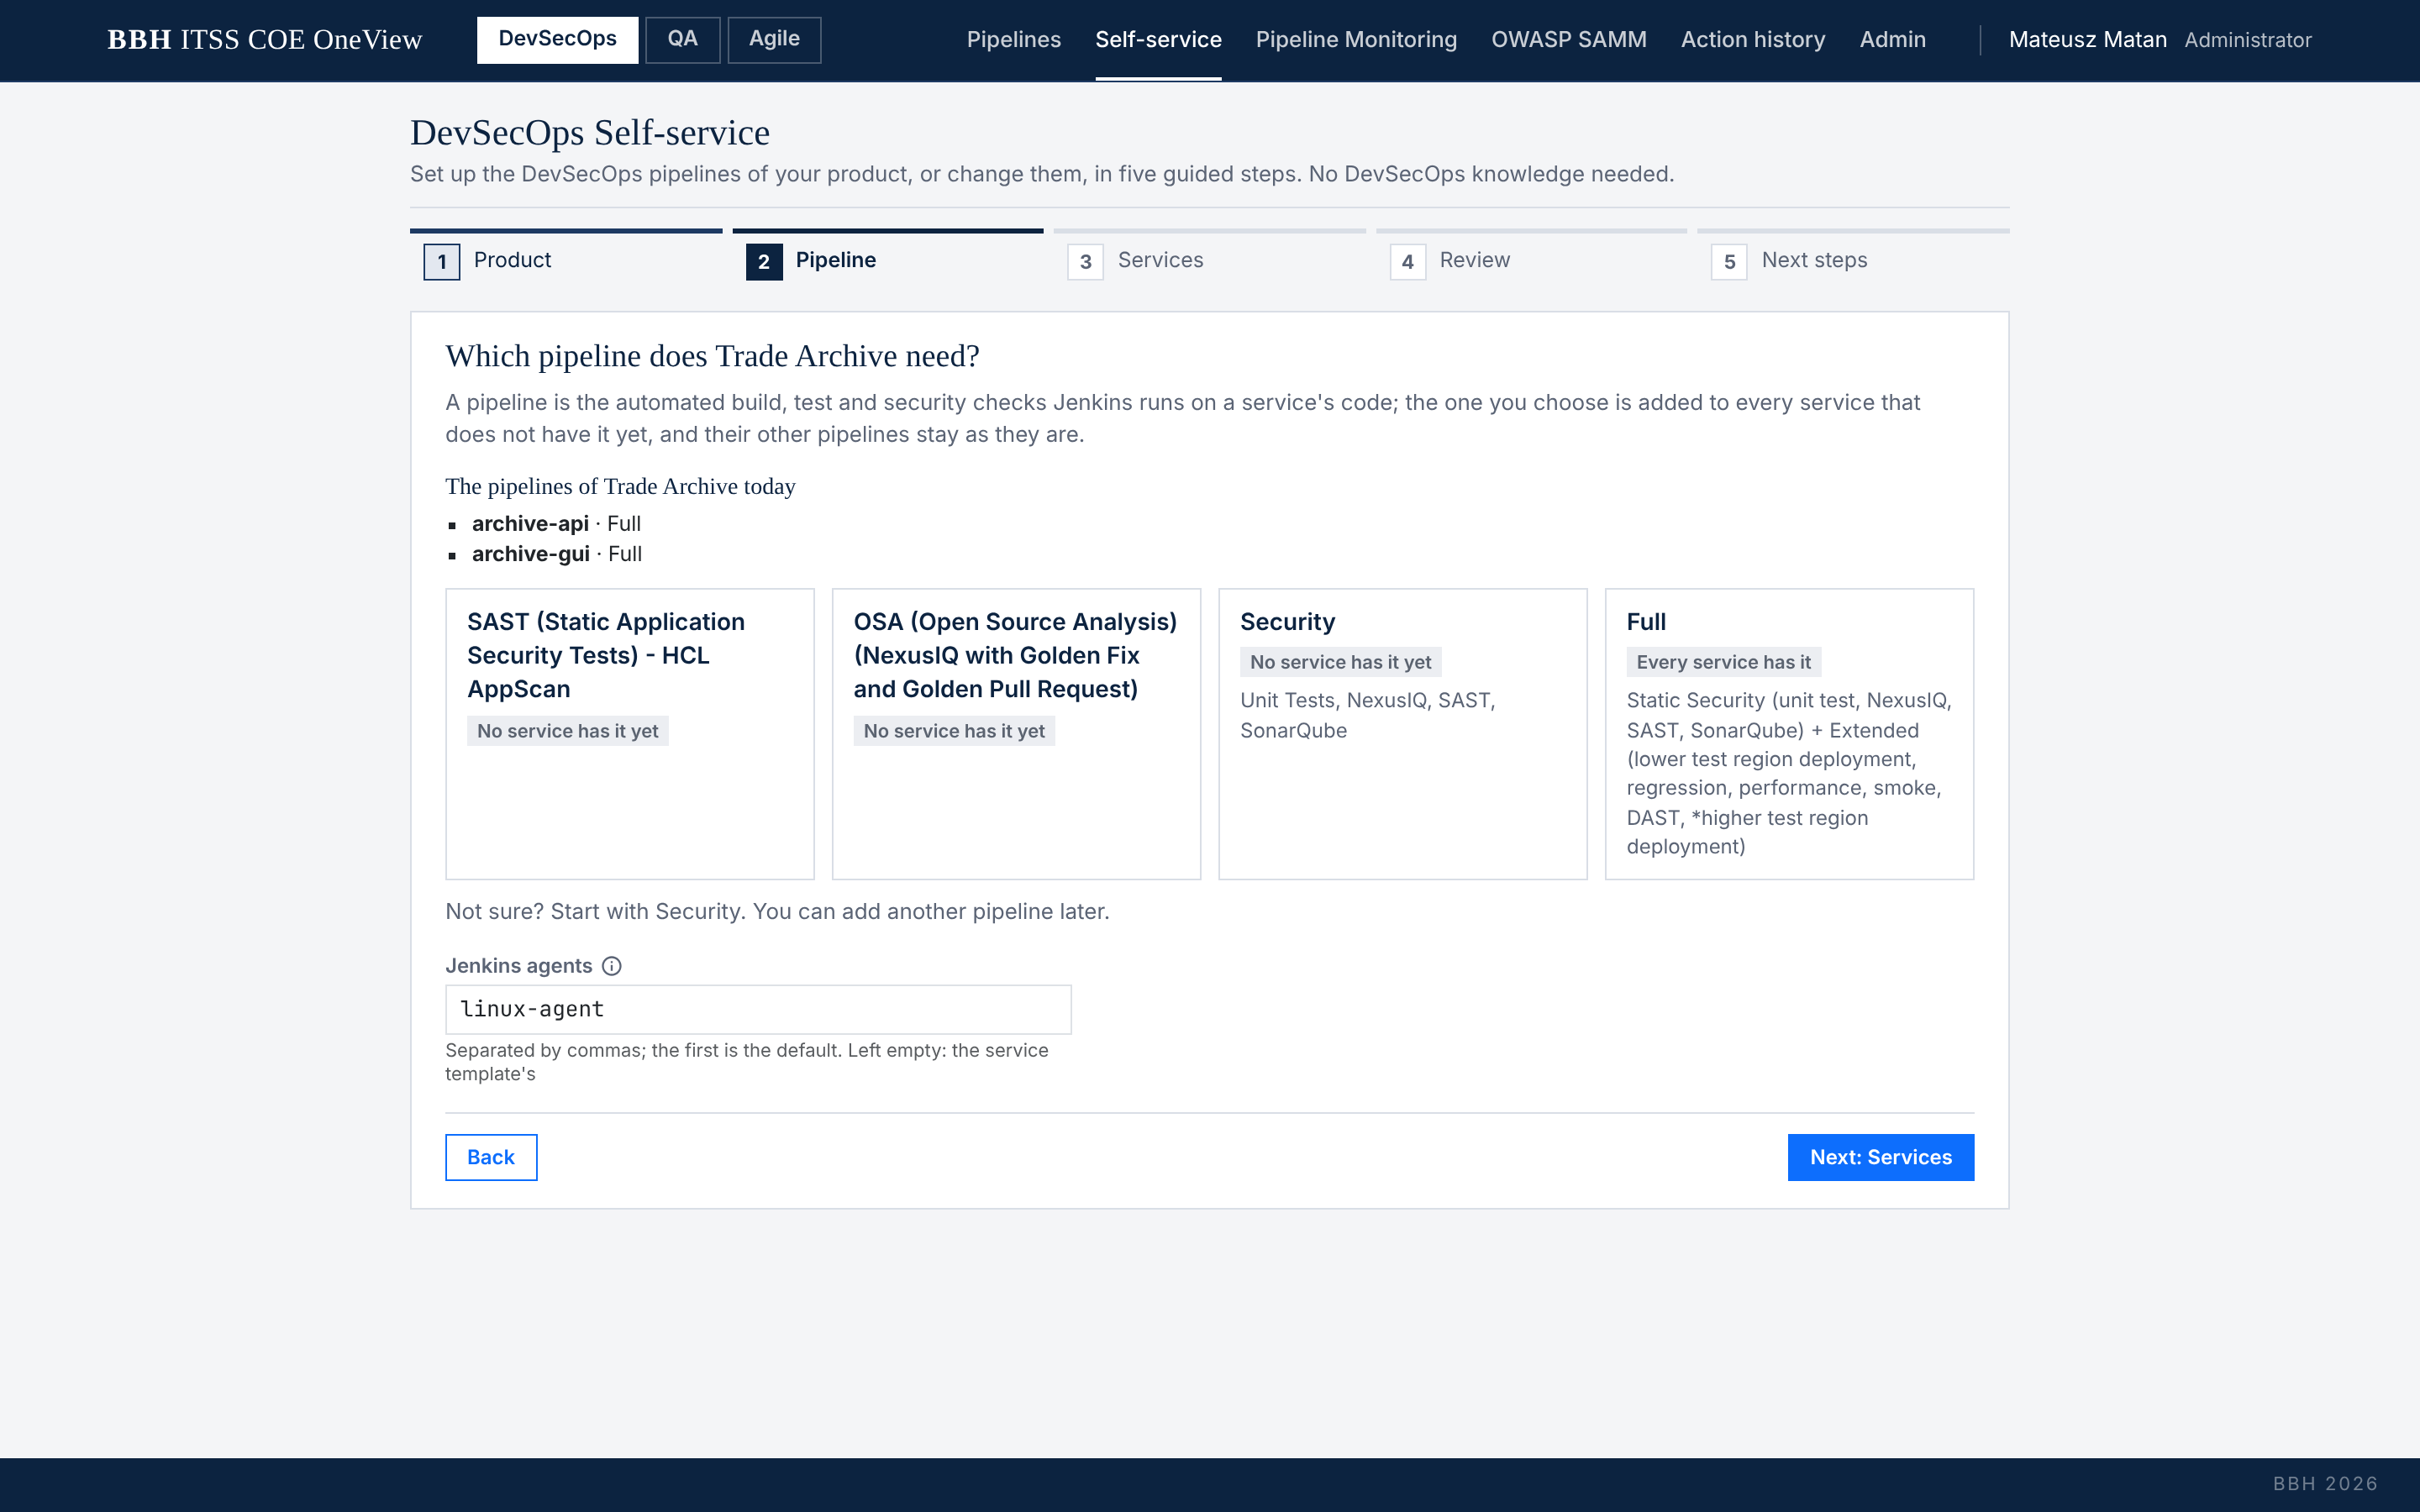 BBH ITSS COE OneView
DevSecOps
QA
Agile
Pipelines
Self-service
Pipeline Monitoring
OWASP SAMM
Action history
Admin
Mateusz Matan Administrator
DevSecOps Self-service
Set up the DevSecOps pipelines of your product, or change them, in five guided steps. No DevSecOps knowledge needed.
1 Product
2 Pipeline
3 Services
4 Review
5 Next steps
Which pipeline does Trade Archive need?
A pipeline is the automated build, test and security checks Jenkins runs on a service's code; the one you choose is added to every service that
does not have it yet, and their other pipelines stay as they are.
The pipelines of Trade Archive today
▪ archive-api · Full
▪ archive-gui · Full
SAST (Static Application
Security Tests) - HCL
AppScan
No service has it yet
OSA (Open Source Analysis)
(NexusIQ with Golden Fix
and Golden Pull Request)
No service has it yet
Security
No service has it yet
Unit Tests, NexusIQ, SAST,
SonarQube
Full
Every service has it
Static Security (unit test, NexusIQ,
SAST, SonarQube) + Extended
(lower test region deployment,
regression, performance, smoke,
DAST, *higher test region
deployment)
Not sure? Start with Security. You can add another pipeline later.
Jenkins agents
linux-agent
Separated by commas; the first is the default. Left empty: the service
template's
Back
Next: Services
BBH 2026